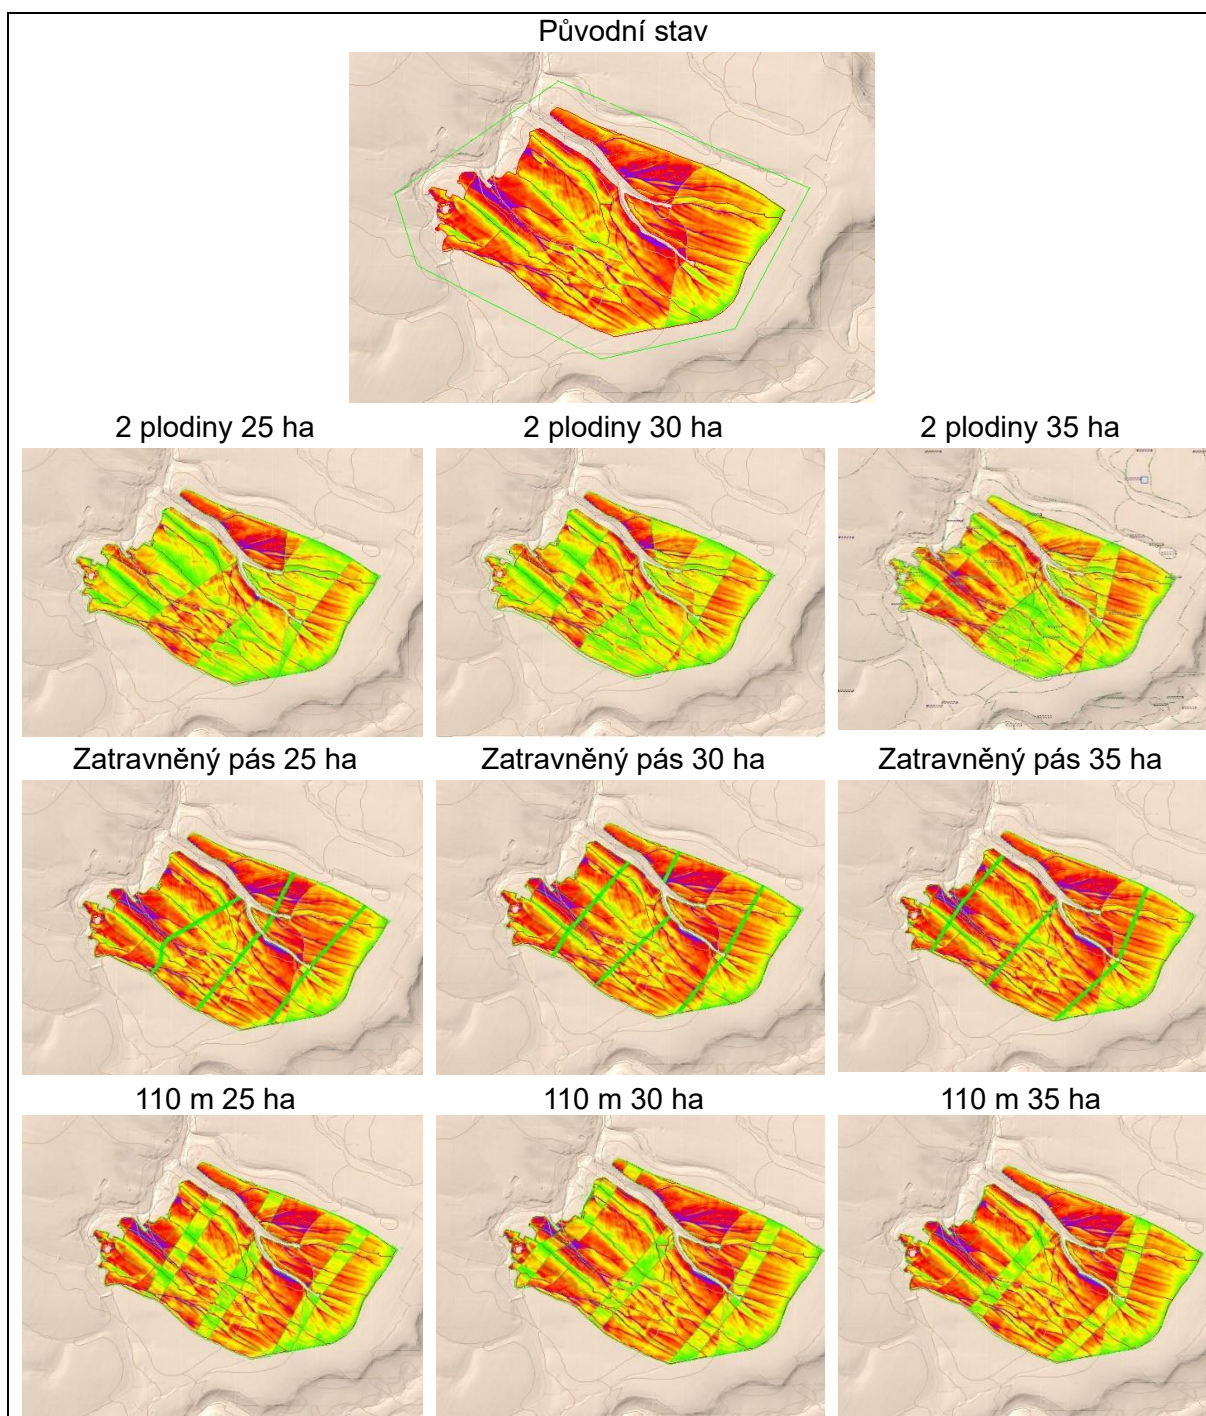 Původní stav
2 plodiny 25 ha
2 plodiny 30 ha
2 plodiny 35 ha
Zatravněný pás 25 ha
Zatravněný pás 30 ha
Zatravněný pás 35 ha
110 m 25 ha
110 m 30 ha
110 m 35 ha